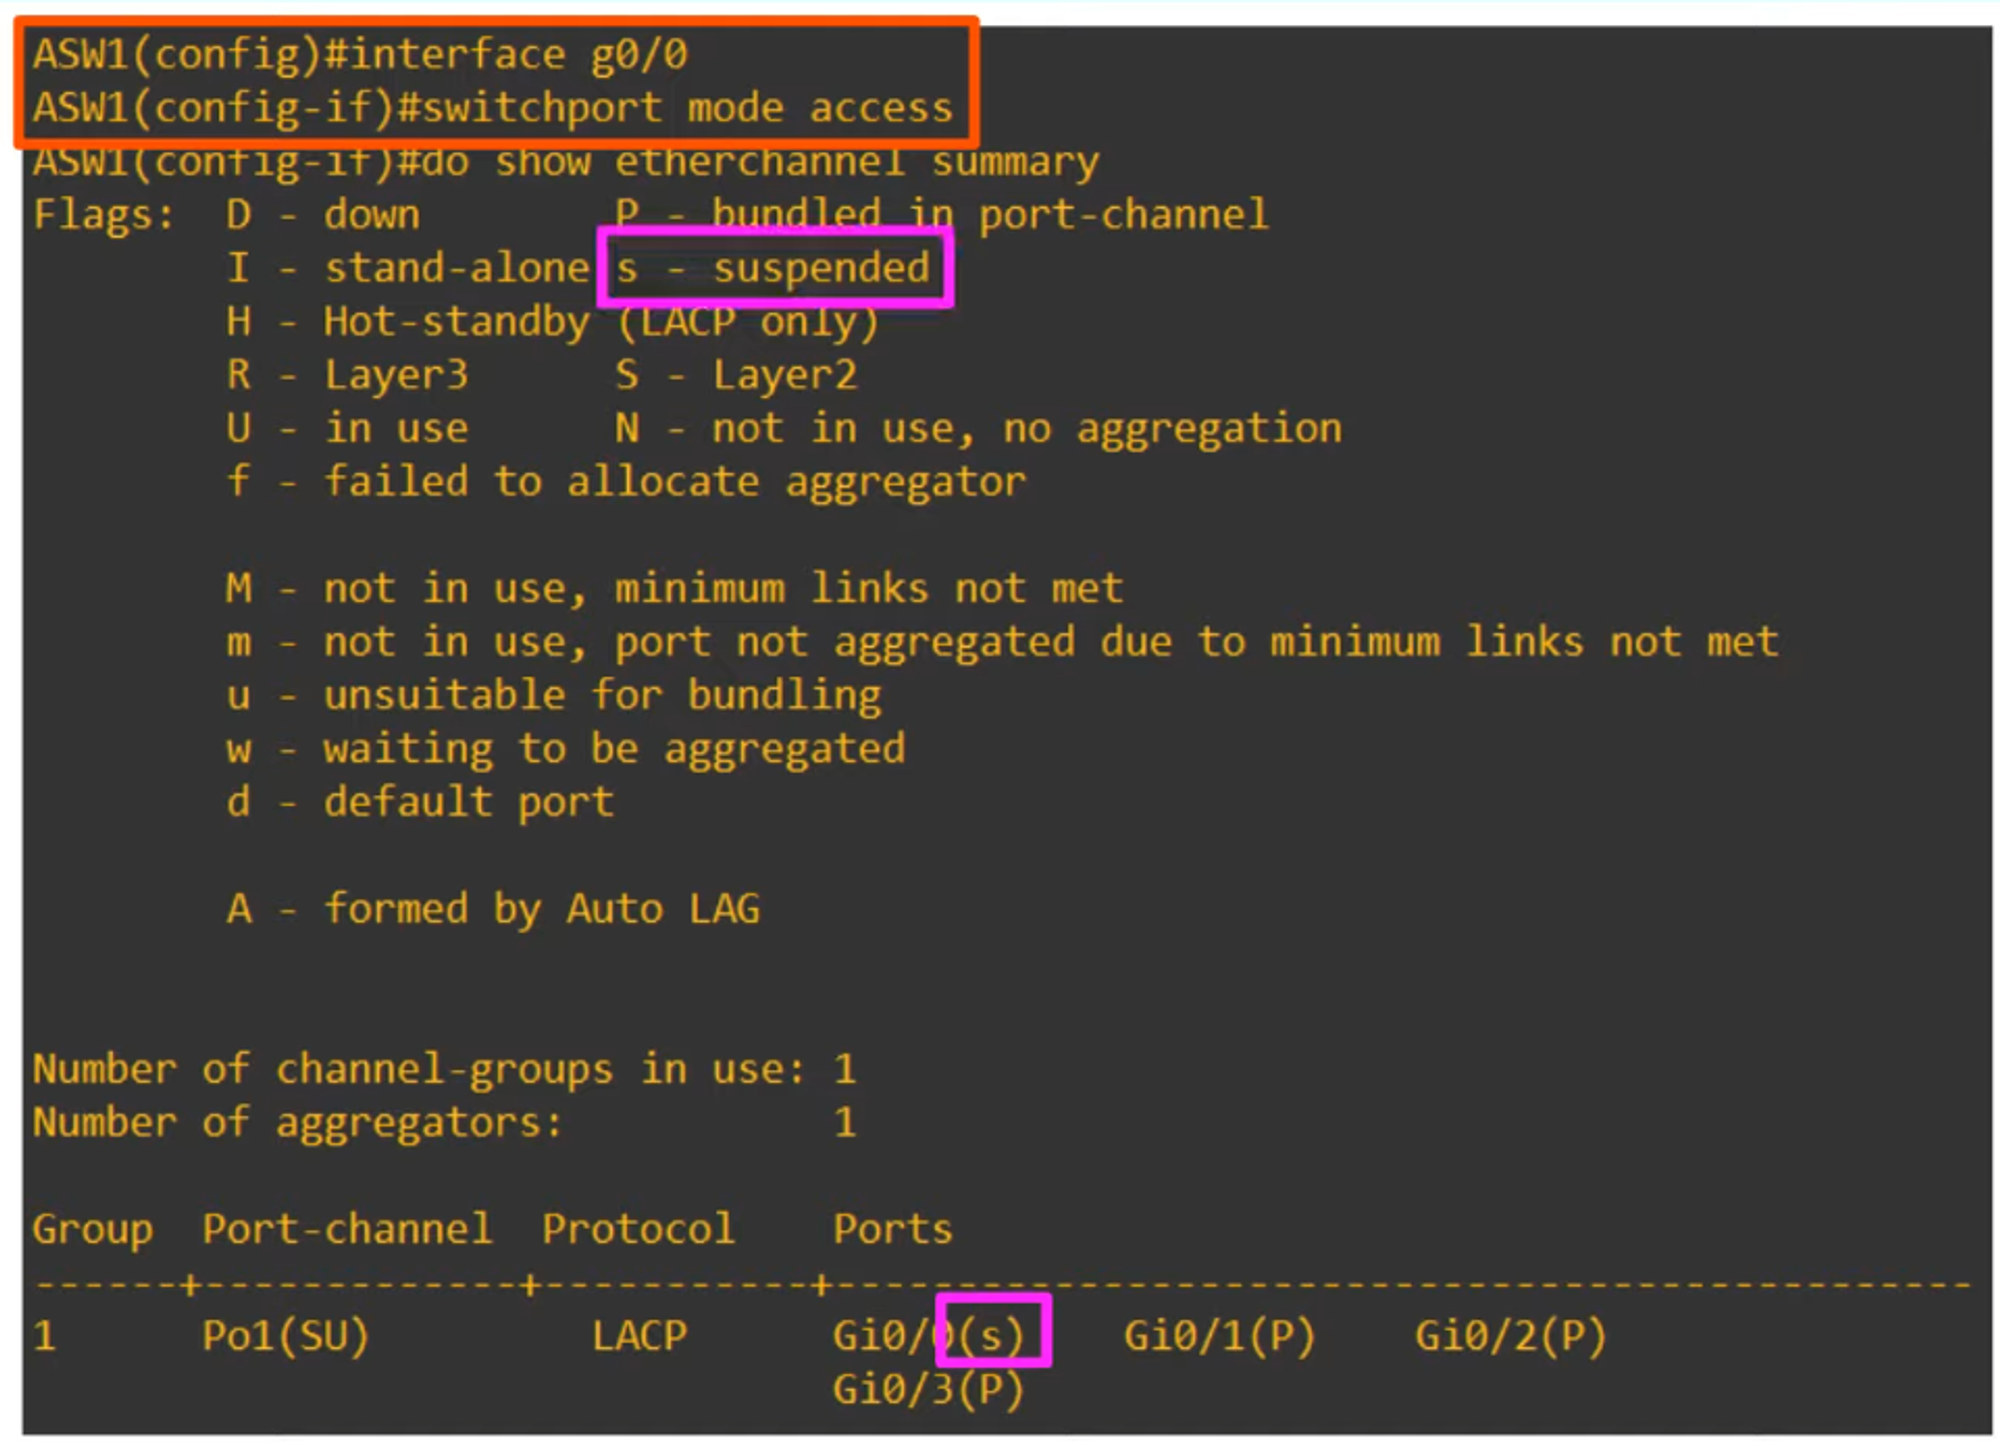 ASW1(config)#interface g0/0
ASW1(config-if)#switchport mode access
ASW1(config-if)#do show etherchannel summary
Flags:  D - down        P - bundled in port-channel
        I - stand-alone s - suspended
        H - Hot-standby (LACP only)
        R - Layer3      S - Layer2
        U - in use      N - not in use, no aggregation
        f - failed to allocate aggregator

        M - not in use, minimum links not met
        m - not in use, port not aggregated due to minimum links not met
        u - unsuitable for bundling
        w - waiting to be aggregated
        d - default port

        A - formed by Auto LAG

Number of channel-groups in use: 1
Number of aggregators:           1

Group  Port-channel  Protocol    Ports
------+-------------+-----------+-----------------------------------------------
1      Po1(SU)         LACP      Gi0/0(s)    Gi0/1(P)    Gi0/2(P)
                                 Gi0/3(P)